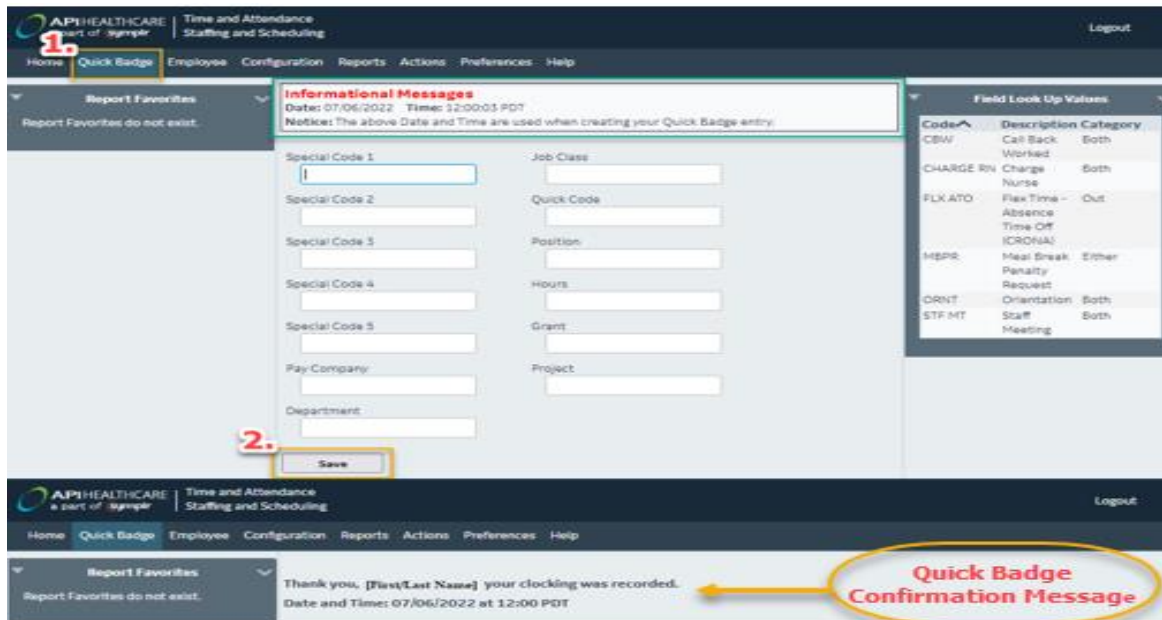 APIHEALTHCARE
a part of symplr
Time and Attendance
Staffing and Scheduling
Logout
1.
Home Quick Badge Employee Configuration Reports Actions Preferences Help
Report Favorites
Report Favorites do not exist.
Informational Messages
Date: 07/06/2022 Time: 12:00:03 PDT
Notice: The above Date and Time are used when creating your Quick Badge entry.
Special Code 1
Job Class
Special Code 2
Quick Code
Special Code 3
Position
Special Code 4
Hours
Special Code 5
Grant
Pay Company
Project
Department
2.
Save
Field Look Up Values
Code Description Category
CBW Call Back Both
Worked
CHARGE RN Charge Both
Nurse
FLX ATO Flex Time - Out
Absence
Time Off
(CRONA)
MBPR Meal Break Either
Penalty
Request
ORNT Orientation Both
STF MT Staff Both
Meeting
APIHEALTHCARE
a part of symplr
Time and Attendance
Staffing and Scheduling
Logout
Home Quick Badge Employee Configuration Reports Actions Preferences Help
Report Favorites
Report Favorites do not exist.
Thank you, [First/Last Name] your clocking was recorded.
Date and Time: 07/06/2022 at 12:00 PDT
Quick Badge
Confirmation Message